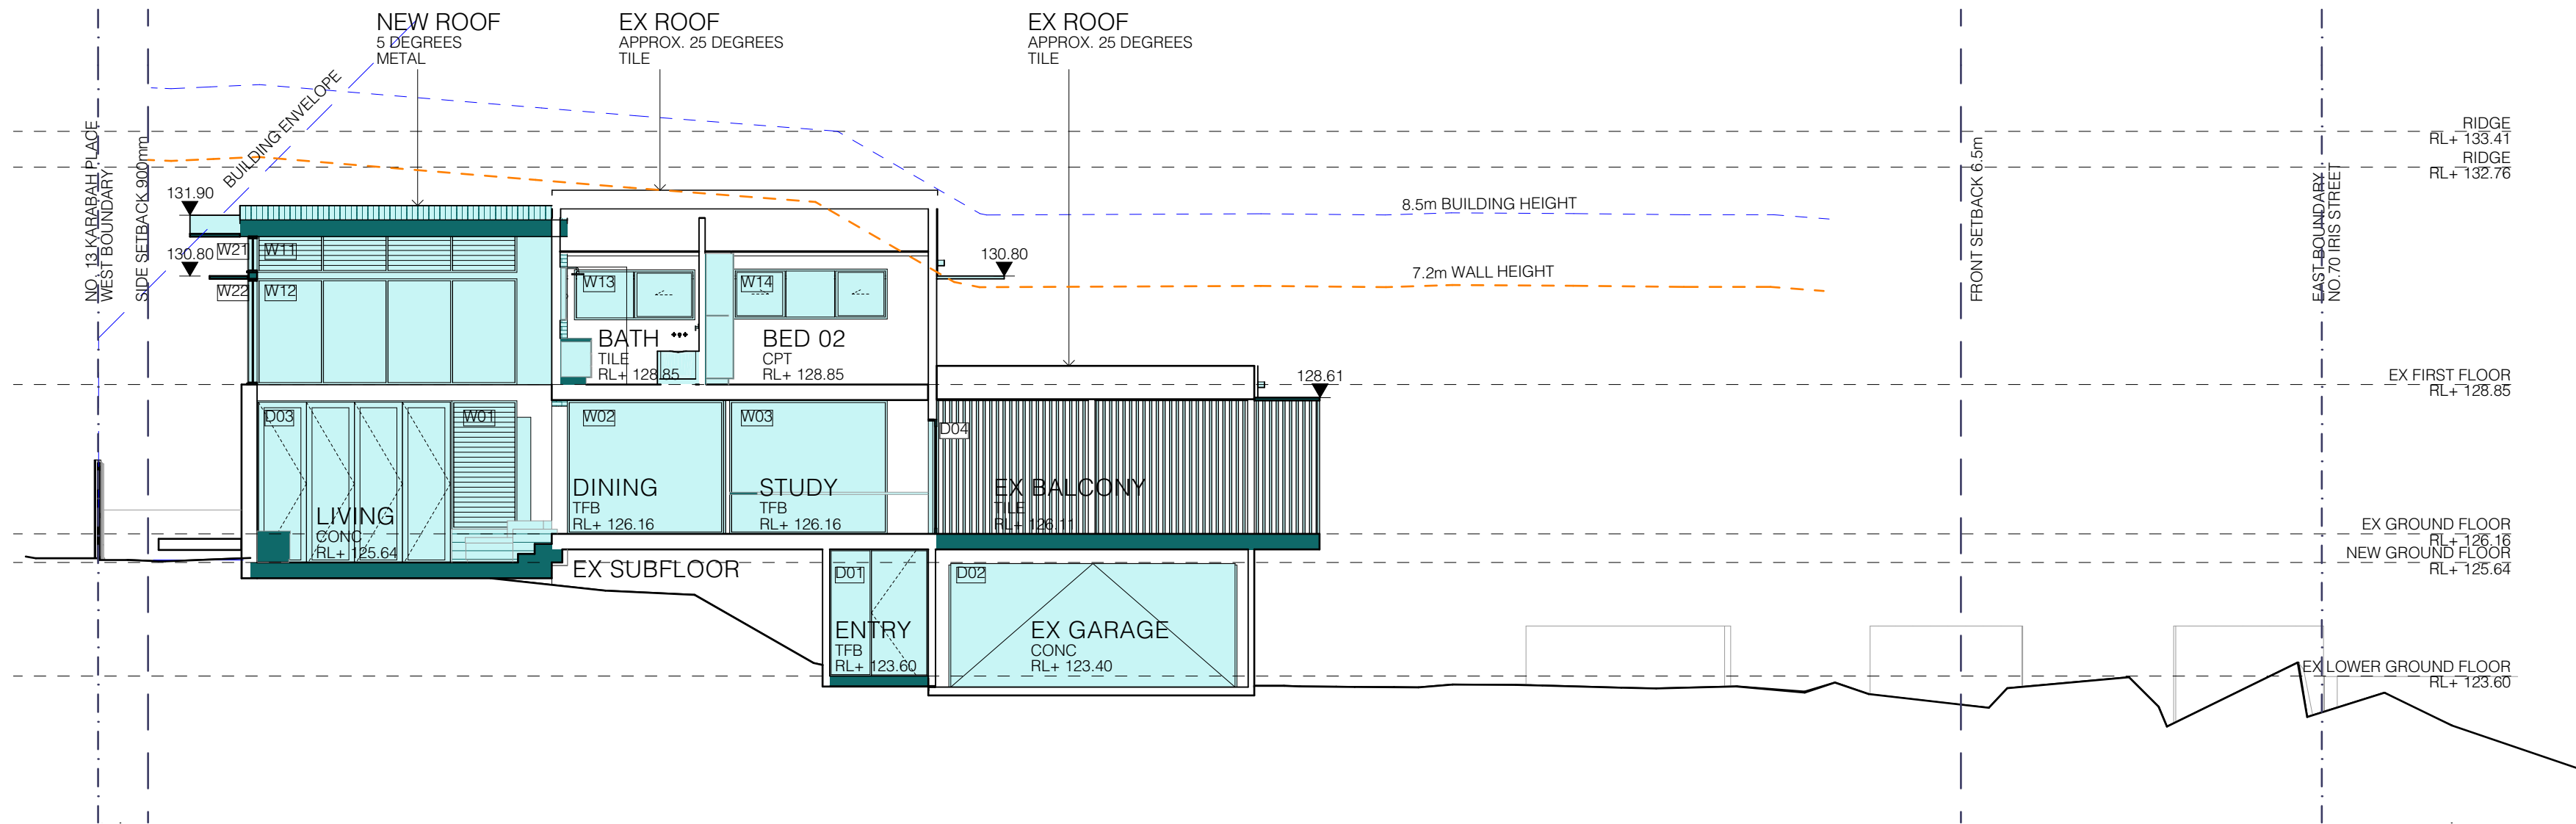 NEW ROOF
5 DEGREES
METAL
EX ROOF
APPROX. 25 DEGREES
TILE
EX ROOF
APPROX. 25 DEGREES
TILE
BUILDING ENVELOPE
NO. 13 KARABAH PLACE
WEST BOUNDARY
SIDE SETBACK 900mm
RIDGE
RL+ 133.41
RIDGE
RL+ 132.76
131.90
130.80
130.80
8.5m BUILDING HEIGHT
7.2m WALL HEIGHT
FRONT SETBACK 6.5m
EAST BOUNDARY
NO.70 IRIS STREET
W21
W11
W22
W12
W13
W14
BATH
TILE
RL+ 128.85
BED 02
CPT
RL+ 128.85
128.61
EX FIRST FLOOR
RL+ 128.85
D03
W01
W02
W03
D04
LIVING
CONC
RL+ 125.64
DINING
TFB
RL+ 126.16
STUDY
TFB
RL+ 126.16
EX BALCONY
TILE
RL+ 126.11
EX GROUND FLOOR
RL+ 126.16
NEW GROUND FLOOR
RL+ 125.64
EX SUBFLOOR
D01
D02
ENTRY
TFB
RL+ 123.60
EX GARAGE
CONC
RL+ 123.40
EX LOWER GROUND FLOOR
RL+ 123.60